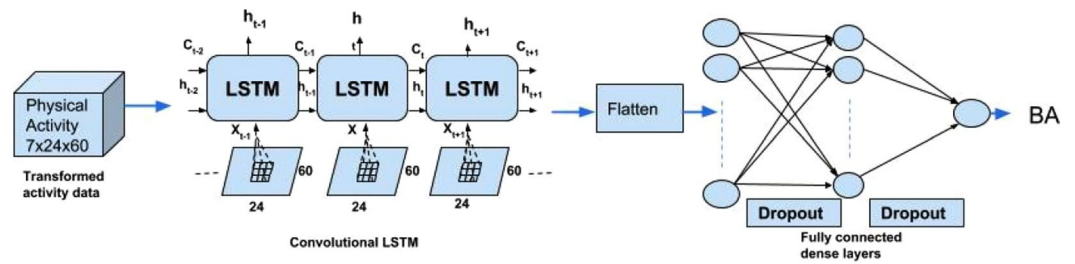 Physical
Activity
7x24x60
Transformed
activity data
h t-1
h
t
h t+1
C t-2
C t-1
C t
C t+1
LSTM
LSTM
LSTM
h t-2
h t-1
h t
h t+1
X t-1
X
X t+1
60
60
60
24
24
24
Convolutional LSTM
Flatten
BA
Dropout
Dropout
Fully connected
dense layers